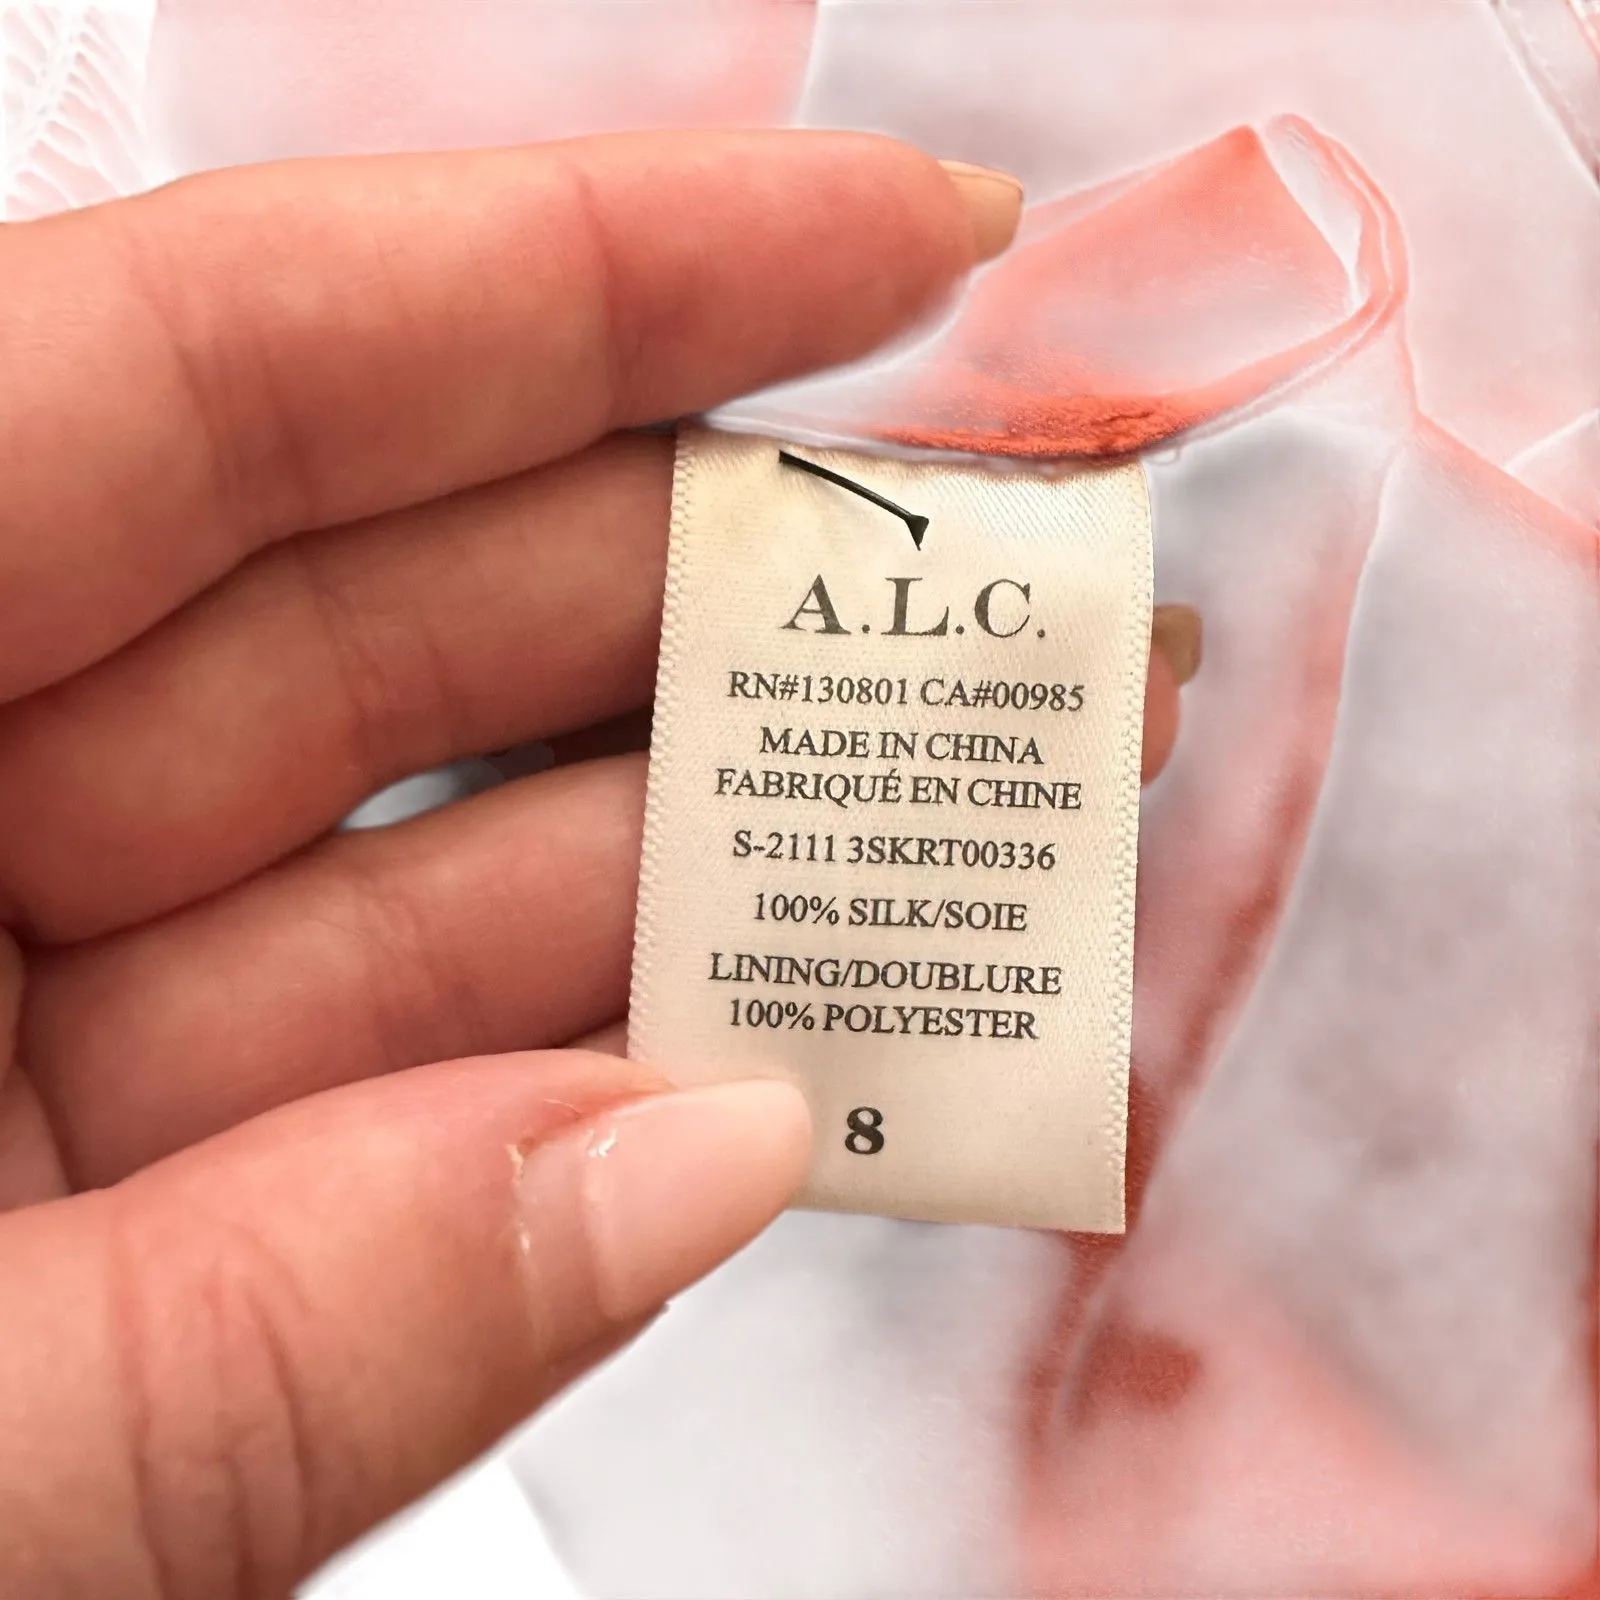 A.L.C.
RN#130801 CA#00985
MADE IN CHINA
FABRIQUÉ EN CHINE
S-2111 3SKRT00336
100% SILK/SOIE
LINING/DOUBLURE
100% POLYESTER
8